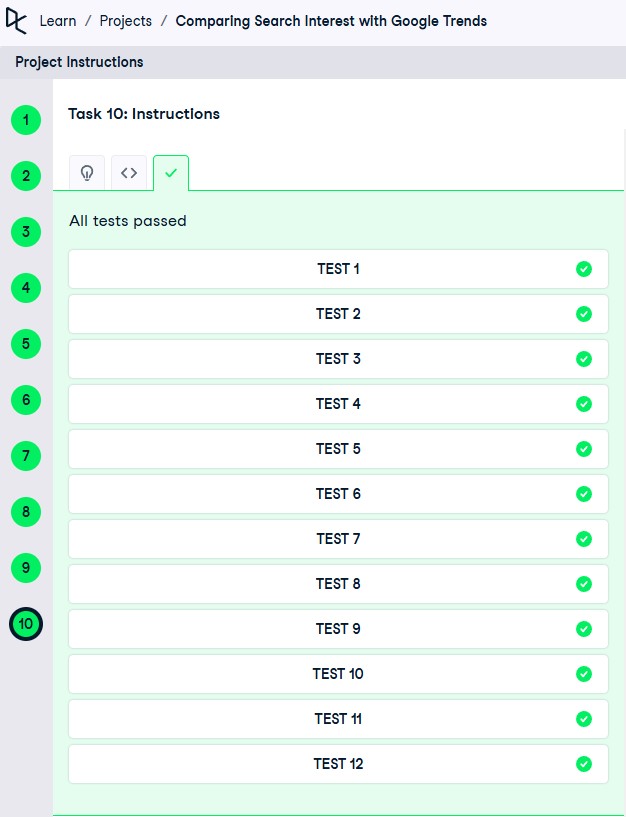 Learn / Projects / Comparing Search Interest with Google Trends
Project Instructions
Task 10: Instructions
1
2
3
4
5
6
7
8
9
10
All tests passed
TEST 1
TEST 2
TEST 3
TEST 4
TEST 5
TEST 6
TEST 7
TEST 8
TEST 9
TEST 10
TEST 11
TEST 12